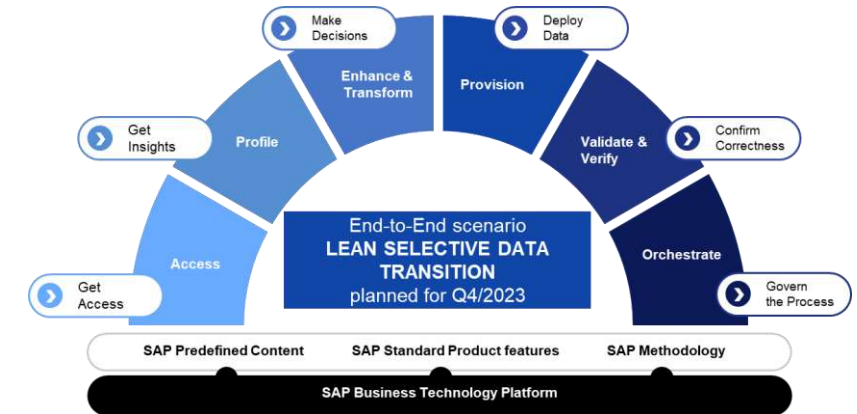 Make
Decisions
Deploy
Data
Enhance &
Transform
Provision
Get
Insights
Profile
Validate &
Verify
Confirm
Correctness
End-to-End scenario
LEAN SELECTIVE DATA
TRANSITION
planned for Q4/2023
Access
Orchestrate
Get
Access
Govern
the Process
SAP Predefined Content
SAP Standard Product features
SAP Methodology
SAP Business Technology Platform